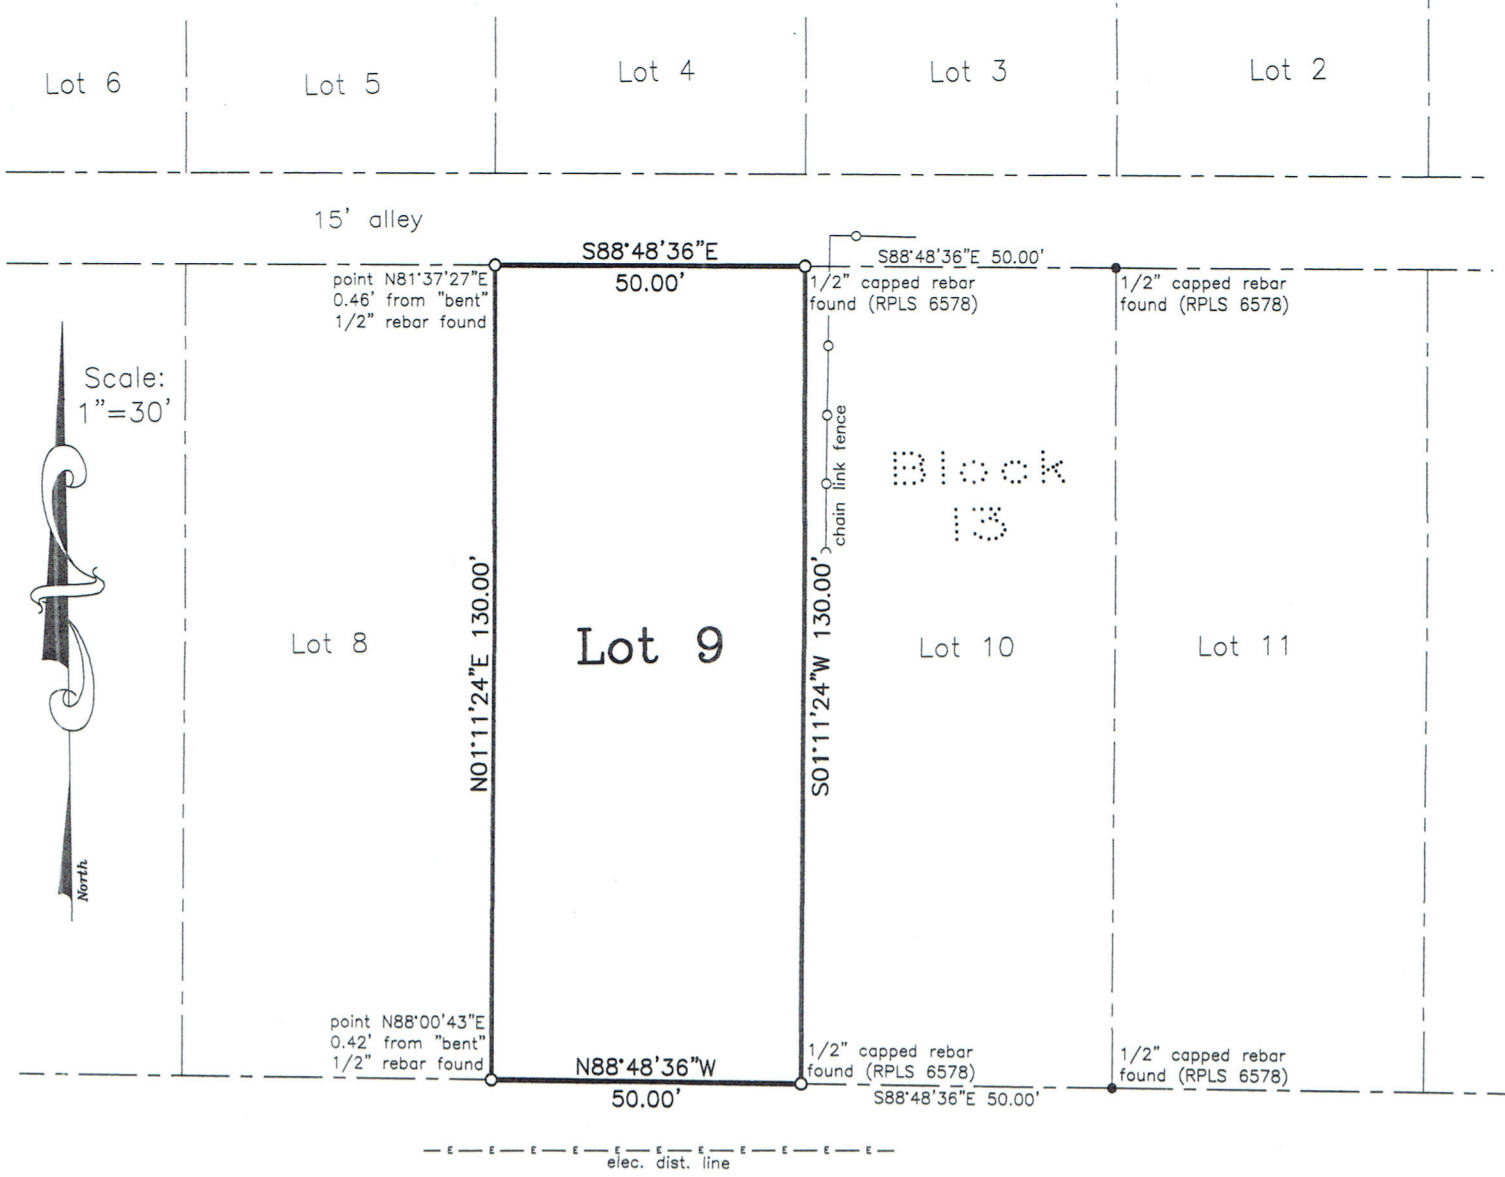 Lot 6
Lot 5
Lot 4
Lot 3
Lot 2
15' alley
S88°48'36"E
50.00'
S88°48'36"E 50.00'
point N81°37'27"E
0.46' from "bent"
1/2" rebar found
1/2" capped rebar
found (RPLS 6578)
1/2" capped rebar
found (RPLS 6578)
Scale:
1"=30'
chain link fence
Block
13
N01°11'24"E 130.00'
S01°11'24"W 130.00'
Lot 8
Lot 9
Lot 10
Lot 11
North
point N88°00'43"E
0.42' from "bent"
1/2" rebar found
N88°48'36"W
50.00'
1/2" capped rebar
found (RPLS 6578)
S88°48'36"E 50.00'
1/2" capped rebar
found (RPLS 6578)
E E E E E E E E E E E
elec. dist. line